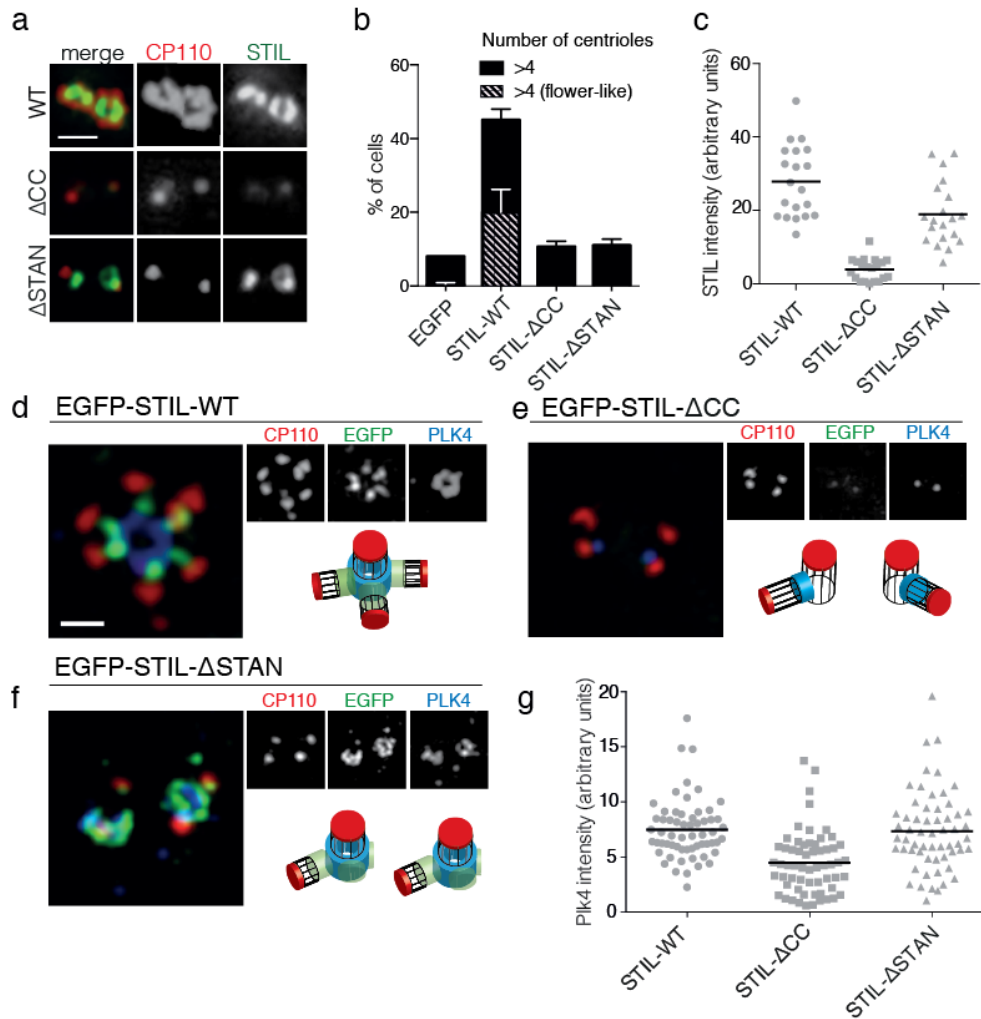 a
merge CP110 STIL
WT
ΔCC
ΔSTAN
b
Number of centrioles
>4
>4 (flower-like)
% of cells
60
40
20
0
EGFP
STIL-WT
STIL-ΔCC
STIL-ΔSTAN
c
STIL intensity (arbitrary units)
60
40
20
0
STIL-WT
STIL-ΔCC
STIL-ΔSTAN
d EGFP-STIL-WT
CP110 EGFP PLK4
e EGFP-STIL-ΔCC
CP110 EGFP PLK4
f EGFP-STIL-ΔSTAN
CP110 EGFP PLK4
g
Plk4 intensity (arbitrary units)
20
15
10
5
0
STIL-WT
STIL-ΔCC
STIL-ΔSTAN